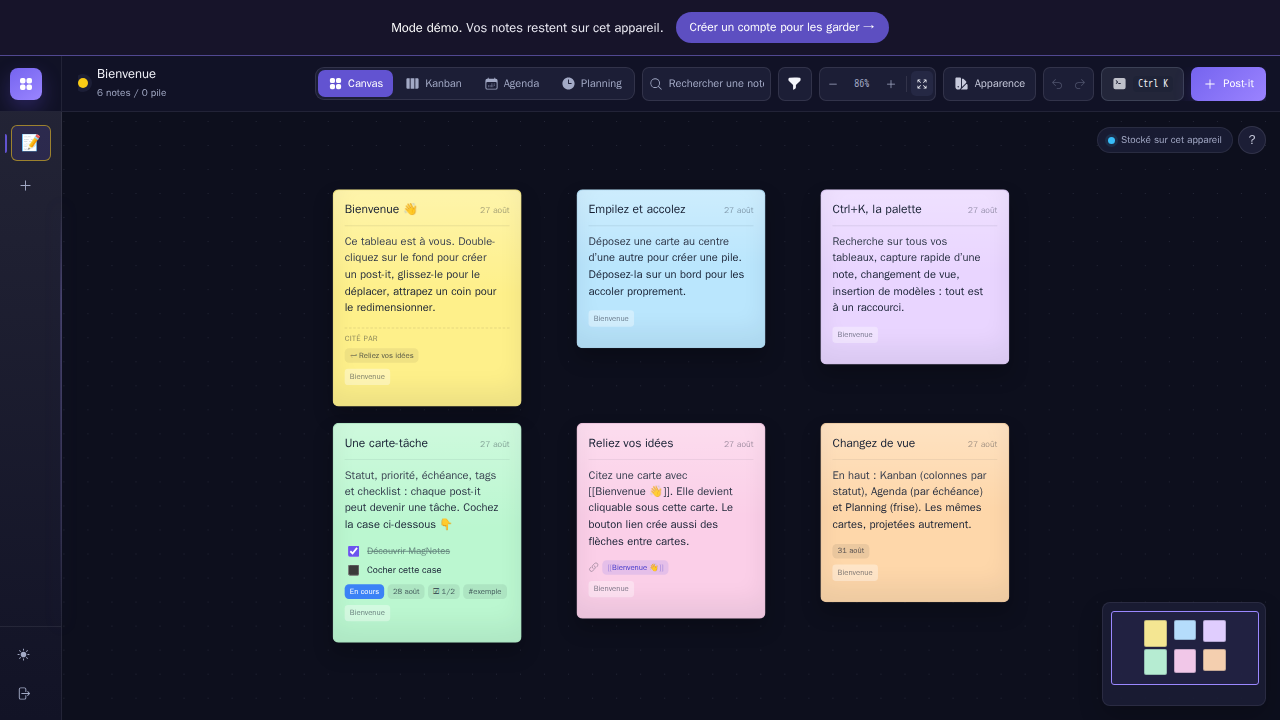 Mode démo. Vos notes restent sur cet appareil.
Créer un compte pour les garder →
Bienvenue
6 notes / 0 pile
Canvas
Kanban
Agenda
Planning
Rechercher une not
86%
Apparence
Ctrl K
Post-it
Stocké sur cet appareil
?
Bienvenue 👋
27 août
Ce tableau est à vous. Double-
cliquez sur le fond pour créer
un post-it, glissez-le pour le
déplacer, attrapez un coin pour
le redimensionner.
CITÉ PAR
↩ Reliez vos idées
Bienvenue
Empilez et accolez
27 août
Déposez une carte au centre
d'une autre pour créer une pile.
Déposez-la sur un bord pour les
accoler proprement.
Bienvenue
Ctrl+K, la palette
27 août
Recherche sur tous vos
tableaux, capture rapide d'une
note, changement de vue,
insertion de modèles : tout est
à un raccourci.
Bienvenue
Une carte-tâche
27 août
Statut, priorité, échéance, tags
et checklist : chaque post-it
peut devenir une tâche. Cochez
la case ci-dessous 👇
Découvrir MagNotes
Cocher cette case
En cours
28 août
☑ 1/2
#exemple
Bienvenue
Reliez vos idées
27 août
Citez une carte avec
[[Bienvenue 👋]]. Elle devient
cliquable sous cette carte. Le
bouton lien crée aussi des
flèches entre cartes.
[[Bienvenue 👋]]
Bienvenue
Changez de vue
27 août
En haut : Kanban (colonnes par
statut), Agenda (par échéance)
et Planning (frise). Les mêmes
cartes, projetées autrement.
31 août
Bienvenue